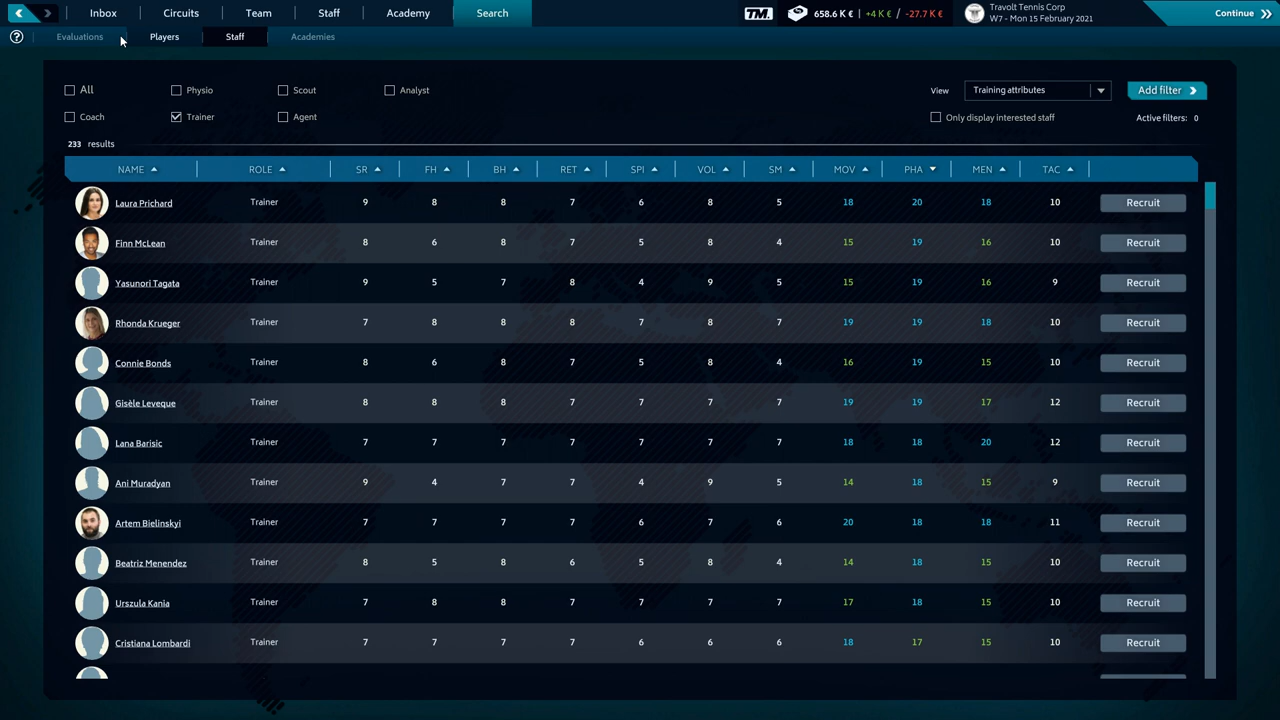 Inbox Circuits Team Staff Academy Search TM. 658.6 K € | +4 K € / -27.7 K € Travolt Tennis Corp Continue
W7 - Mon 15 February 2021
? Evaluations Players Staff Academies
All Physio Scout Analyst View Training attributes Add filter
Coach Trainer Agent Only display interested staff Active filters: 0
233 results
NAME ROLE SR FH BH RET SPI VOL SM MOV PHA MEN TAC
Laura Prichard Trainer 9 8 8 7 6 8 5 18 20 18 10 Recruit
Finn McLean Trainer 8 6 8 7 5 8 4 15 19 16 10 Recruit
Yasunori Tagata Trainer 9 5 7 8 4 9 5 15 19 16 9 Recruit
Rhonda Krueger Trainer 7 8 8 8 7 8 7 19 19 18 10 Recruit
Connie Bonds Trainer 8 6 8 7 5 8 4 16 19 15 10 Recruit
Gisèle Leveque Trainer 8 8 8 7 7 7 7 19 19 17 12 Recruit
Lana Barisic Trainer 7 7 7 7 7 7 7 18 18 20 12 Recruit
Ani Muradyan Trainer 9 4 7 7 4 9 5 14 18 15 9 Recruit
Artem Bielinskyi Trainer 7 7 7 7 6 7 6 20 18 18 11 Recruit
Beatriz Menendez Trainer 8 5 8 6 5 8 4 14 18 15 10 Recruit
Urszula Kania Trainer 7 8 8 7 7 7 7 17 18 15 10 Recruit
Cristiana Lombardi Trainer 7 7 7 7 6 6 6 18 17 15 10 Recruit